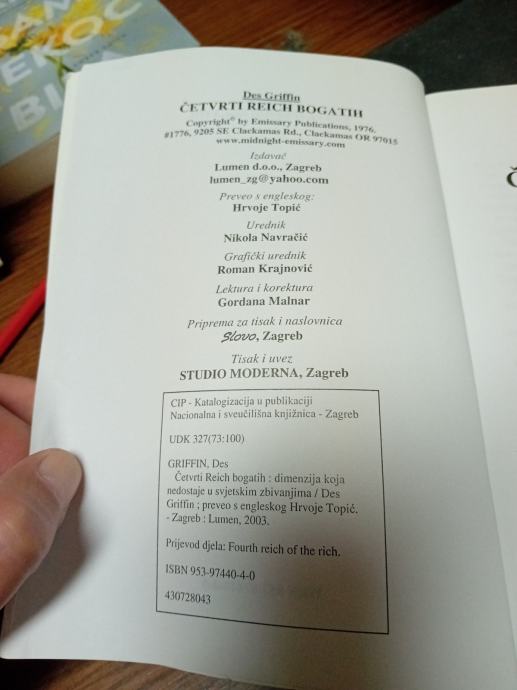 Des Griffin
ČETVRTI REICH BOGATIH
Copyright® by Emissary Publications, 1976.
#1776, 9205 SE Clackamas Rd., Clackamas OR 97015
www.midnight-emissary.com
Izdavač
Lumen d.o.o., Zagreb
lumen_zg@yahoo.com
Preveo s engleskog:
Hrvoje Topić
Urednik
Nikola Navračić
Grafički urednik
Roman Krajnović
Lektura i korektura
Gordana Malnar
Priprema za tisak i naslovnica
Slovo, Zagreb
Tisak i uvez
STUDIO MODERNA, Zagreb
CIP - Katalogizacija u publikaciji
Nacionalna i sveučilišna knjižnica - Zagreb
UDK 327(73:100)
GRIFFIN, Des
Četvrti Reich bogatih : dimenzija koja
nedostaje u svjetskim zbivanjima / Des
Griffin ; preveo s engleskog Hrvoje Topić.
- Zagreb : Lumen, 2003.
Prijevod djela: Fourth reich of the rich.
ISBN 953-97440-4-0
430728043